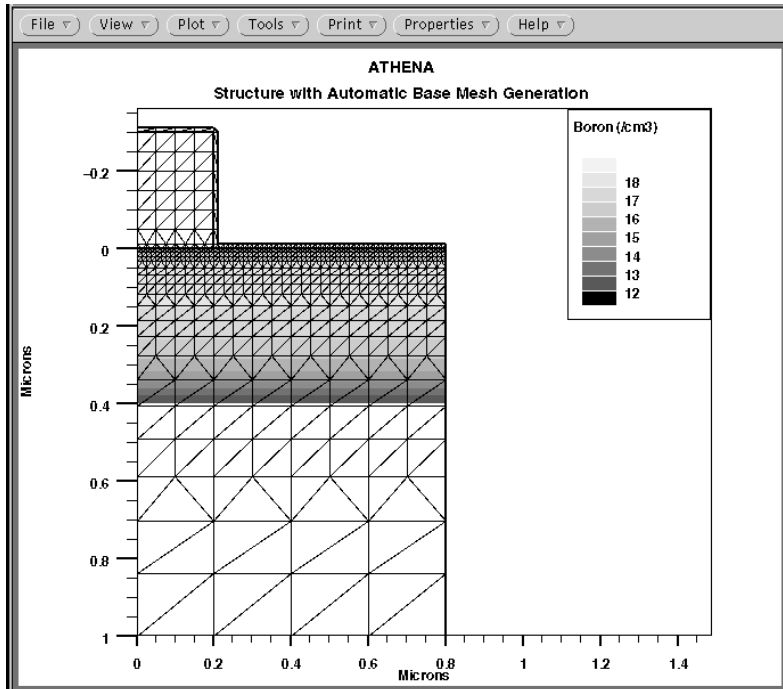 File View Plot Tools Print Properties Help
ATHENA
Structure with Automatic Base Mesh Generation
Boron (/cm3)
18
17
16
15
14
13
12
-0.2
0
0.2
0.4
0.6
0.8
1
Microns
0 0.2 0.4 0.6 0.8 1 1.2 1.4
Microns